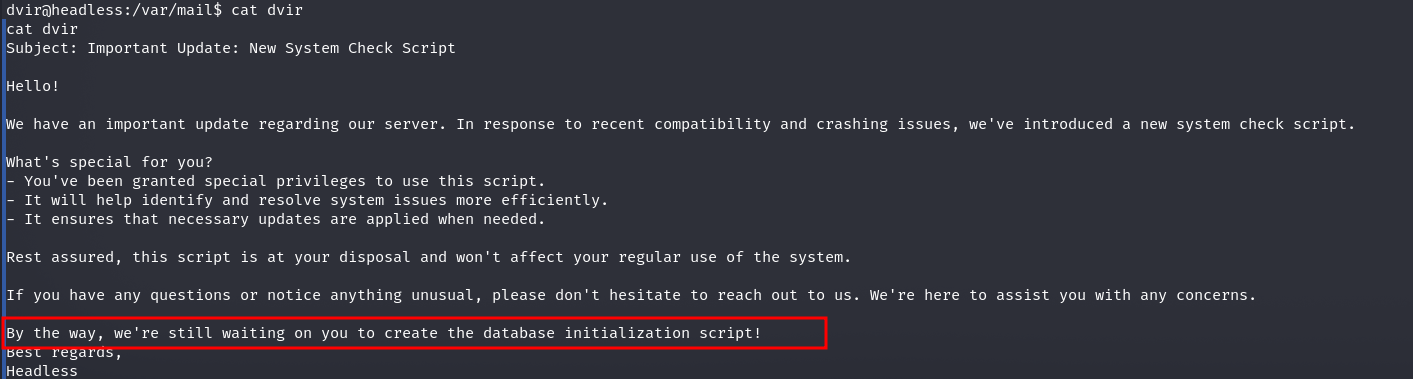 dvir@headless:/var/mail$ cat dvir
cat dvir
Subject: Important Update: New System Check Script
Hello!
We have an important update regarding our server. In response to recent compatibility and crashing issues, we've introduced a new system check script.
What's special for you?
- You've been granted special privileges to use this script.
- It will help identify and resolve system issues more efficiently.
- It ensures that necessary updates are applied when needed.
Rest assured, this script is at your disposal and won't affect your regular use of the system.
If you have any questions or notice anything unusual, please don't hesitate to reach out to us. We're here to assist you with any concerns.
By the way, we're still waiting on you to create the database initialization script!
Best regards,
Headless